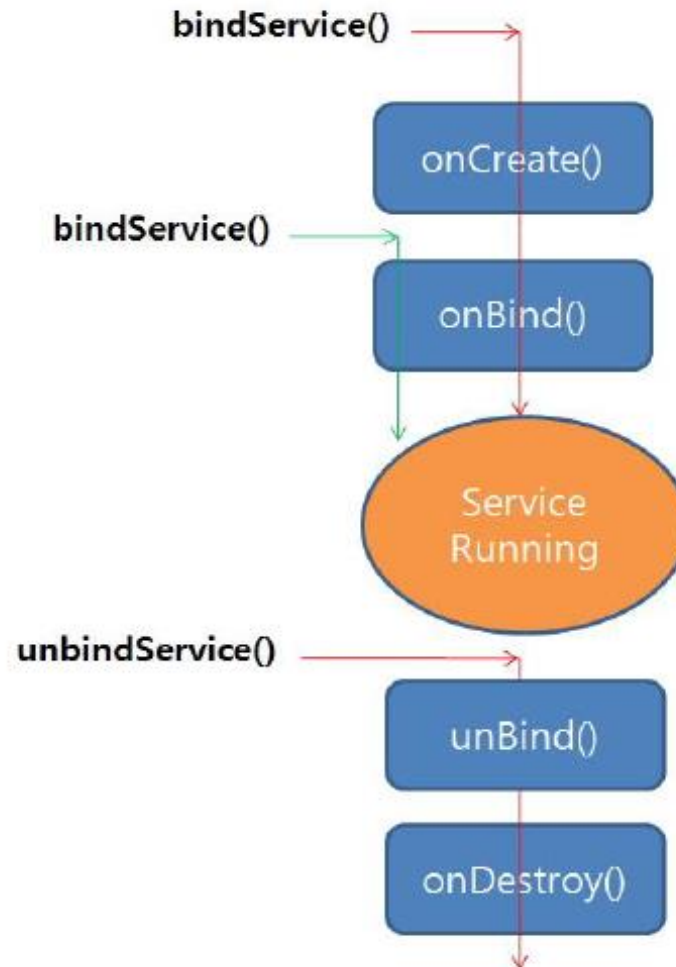 bindService()
onCreate()
bindService()
onBind()
Service
Running
unbindService()
unBind()
onDestroy()